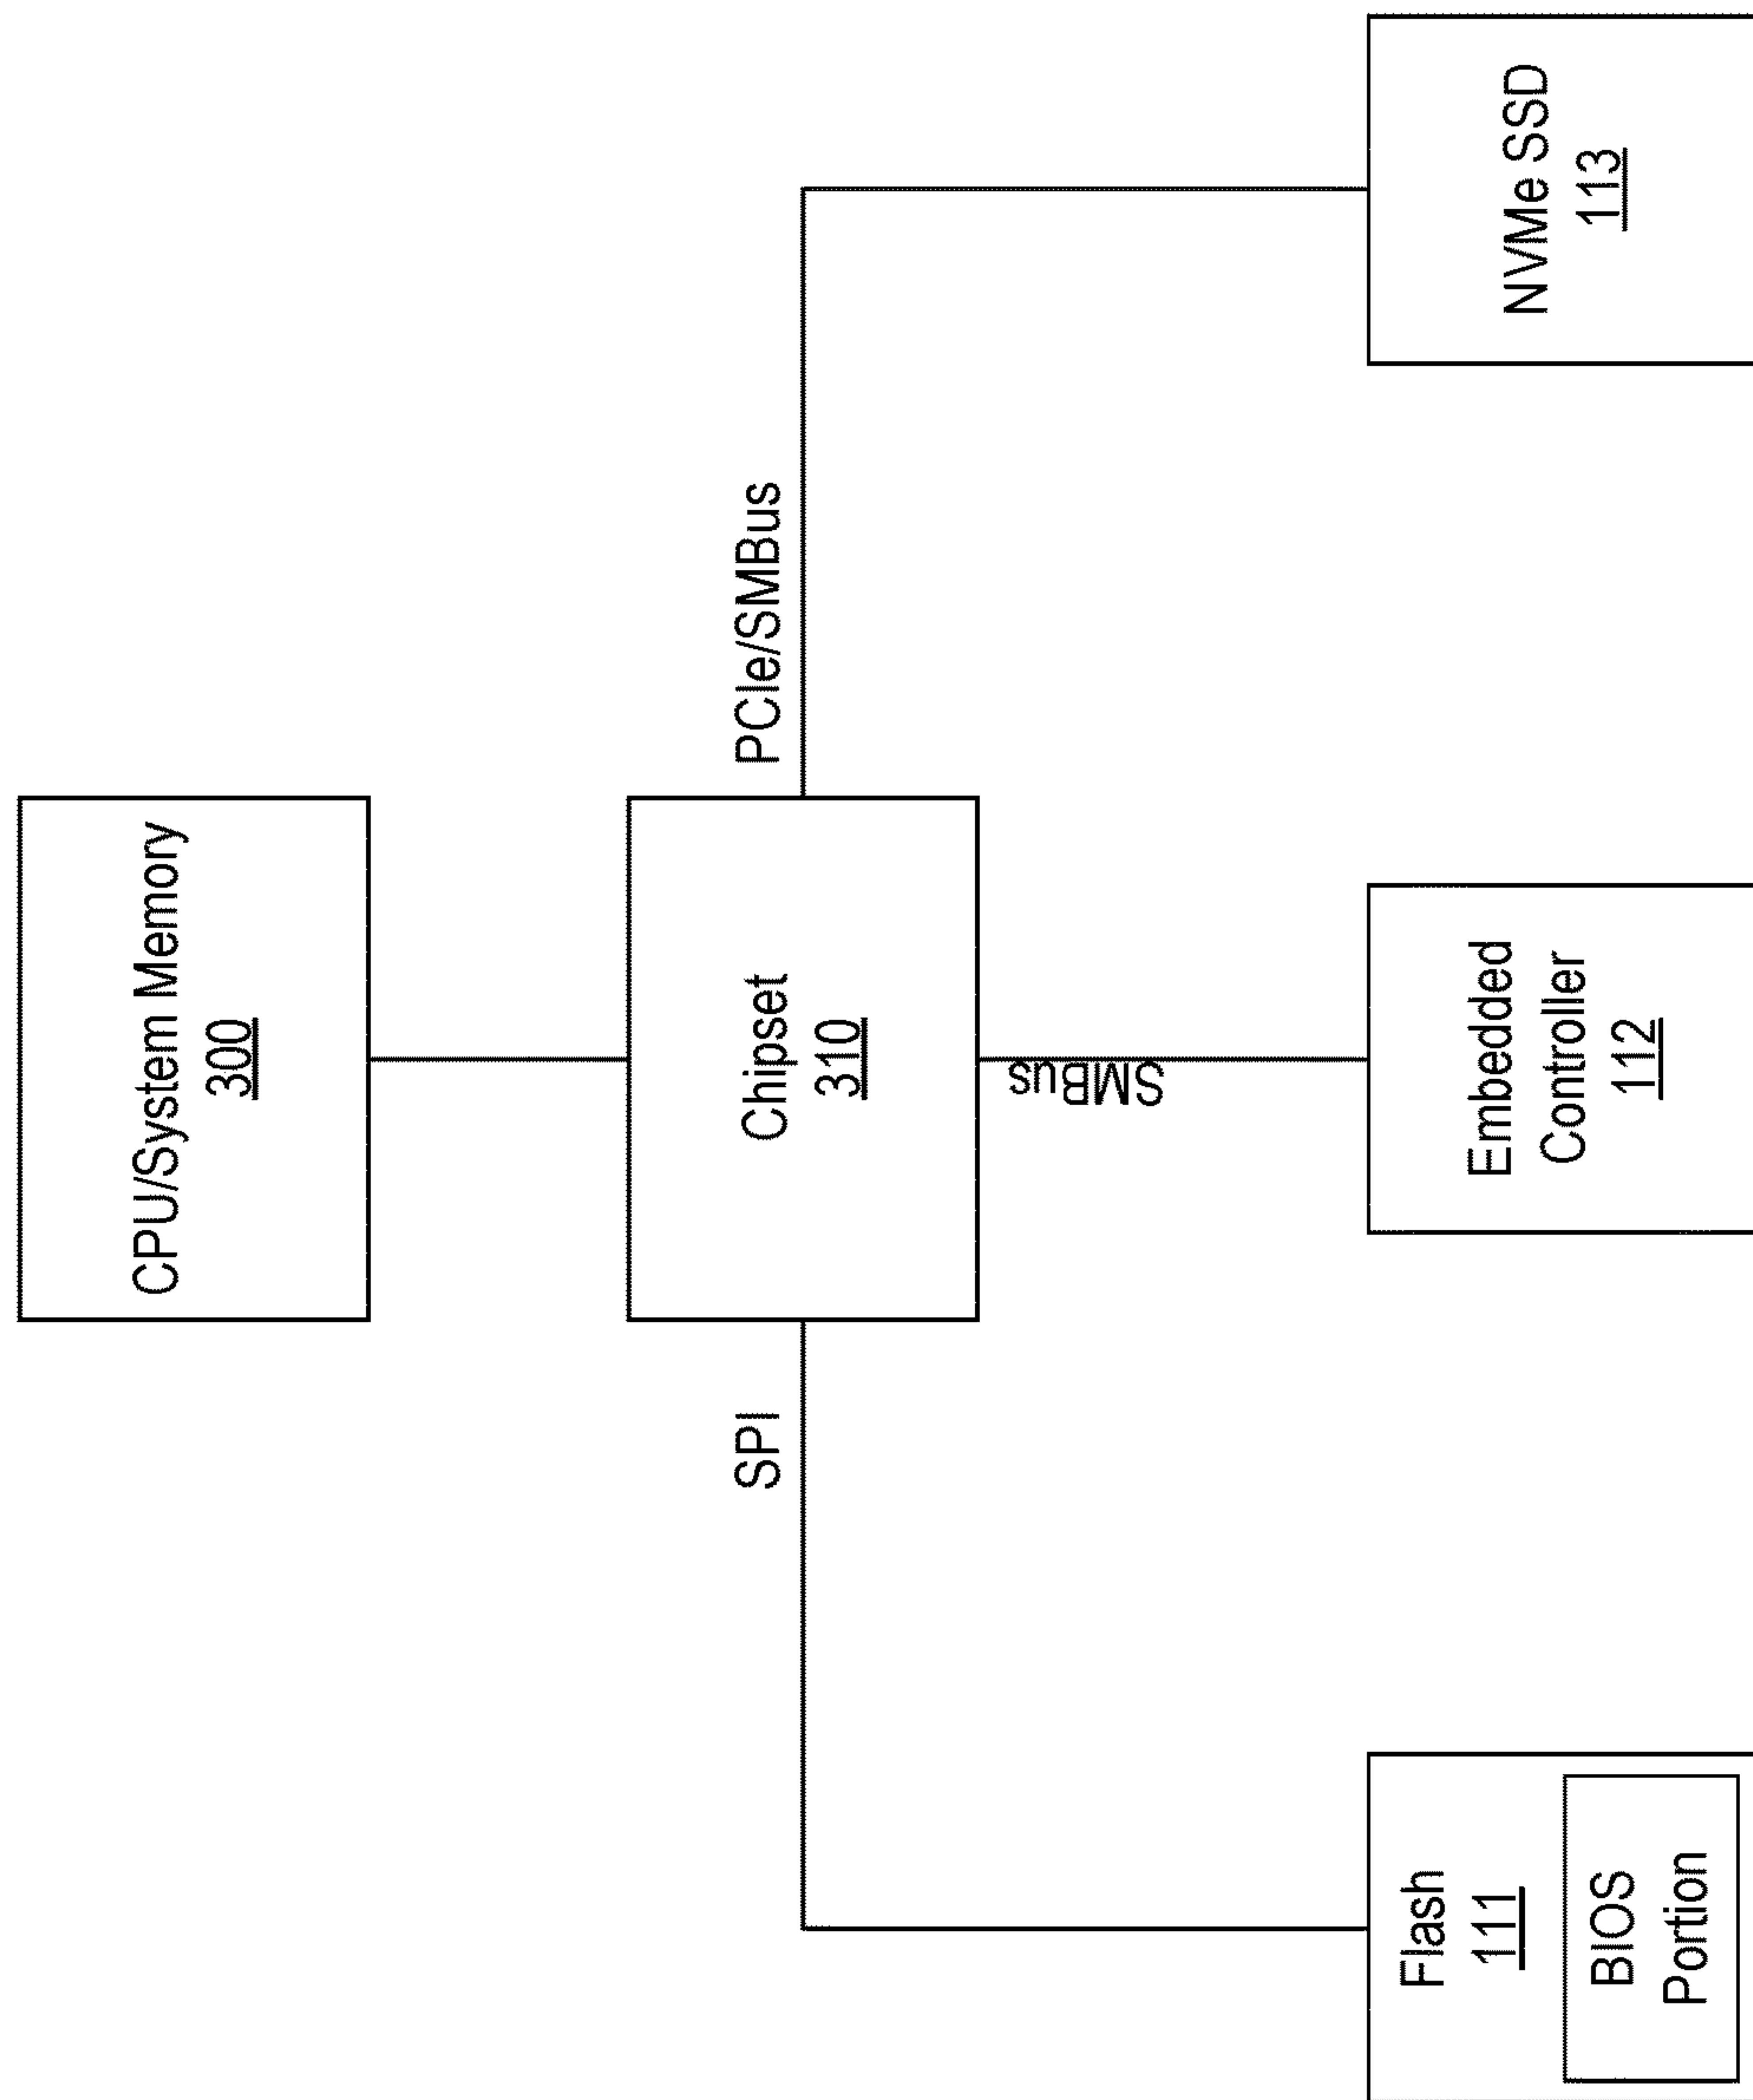 CPU/System Memory
300
SPI
Chipset
310
PCIe/SMBus
SMBus
Flash
111
BIOS
Portion
Embedded
Controller
112
NVMe SSD
113